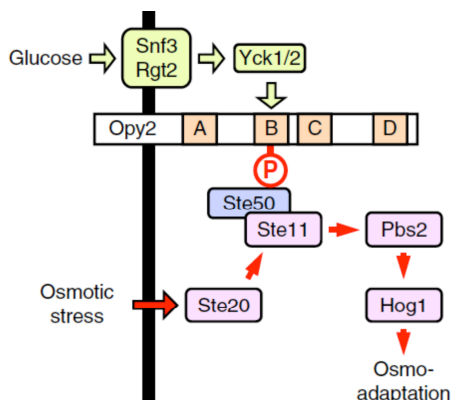 Glucose
Snf3
Rgt2
Yck1/2
Opy2
A
B
C
D
P
Ste50
Ste11
Pbs2
Osmotic
stress
Ste20
Hog1
Osmo-
adaptation